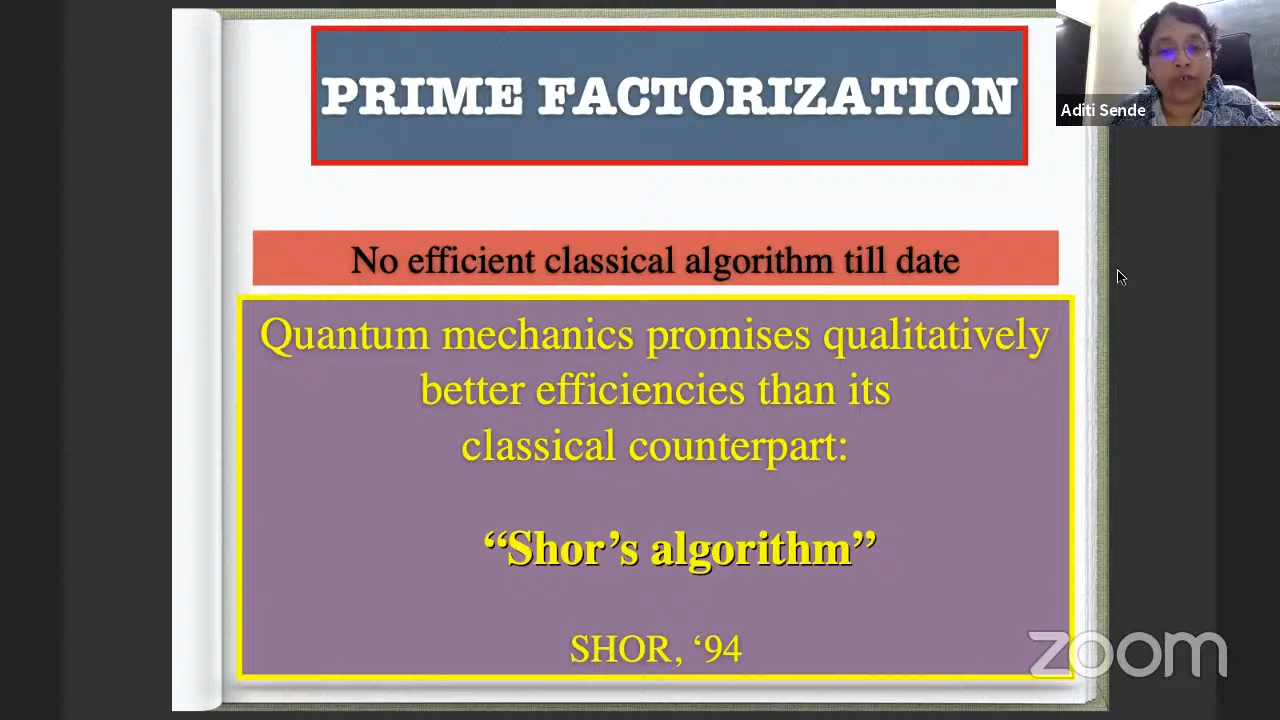 PRIME FACTORIZATION
Aditi Sende
No efficient classical algorithm till date
Quantum mechanics promises qualitatively
better efficiencies than its
classical counterpart:
“Shor’s algorithm”
SHOR, ‘94
zoom